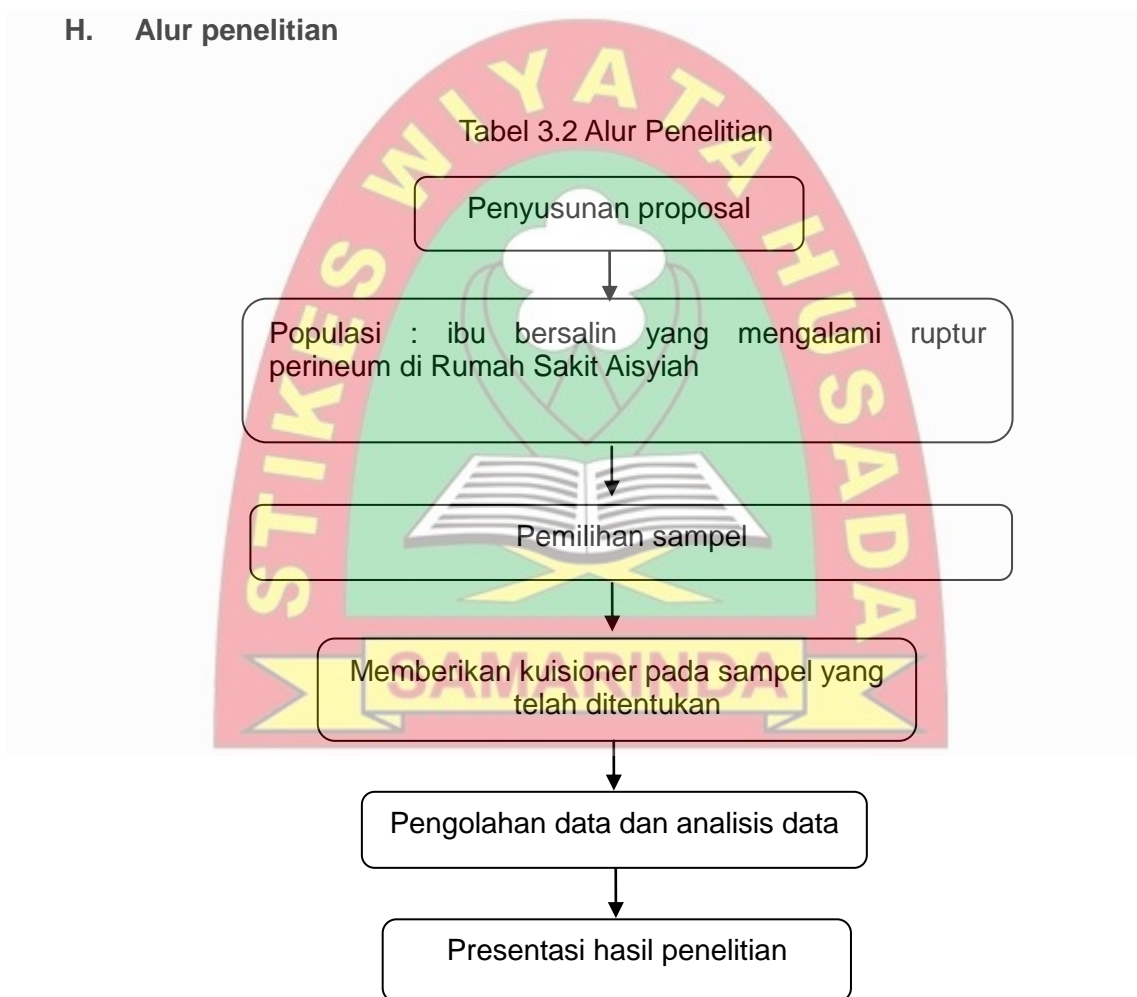 H. Alur penelitian
Tabel 3.2 Alur Penelitian
Penyusunan proposal
Populasi : ibu bersalin yang mengalami ruptur
perineum di Rumah Sakit Aisyiah
Pemilihan sampel
Memberikan kuisioner pada sampel yang
telah ditentukan
Pengolahan data dan analisis data
Presentasi hasil penelitian
STIKES WIYATA HUSADA
SAMARINDA